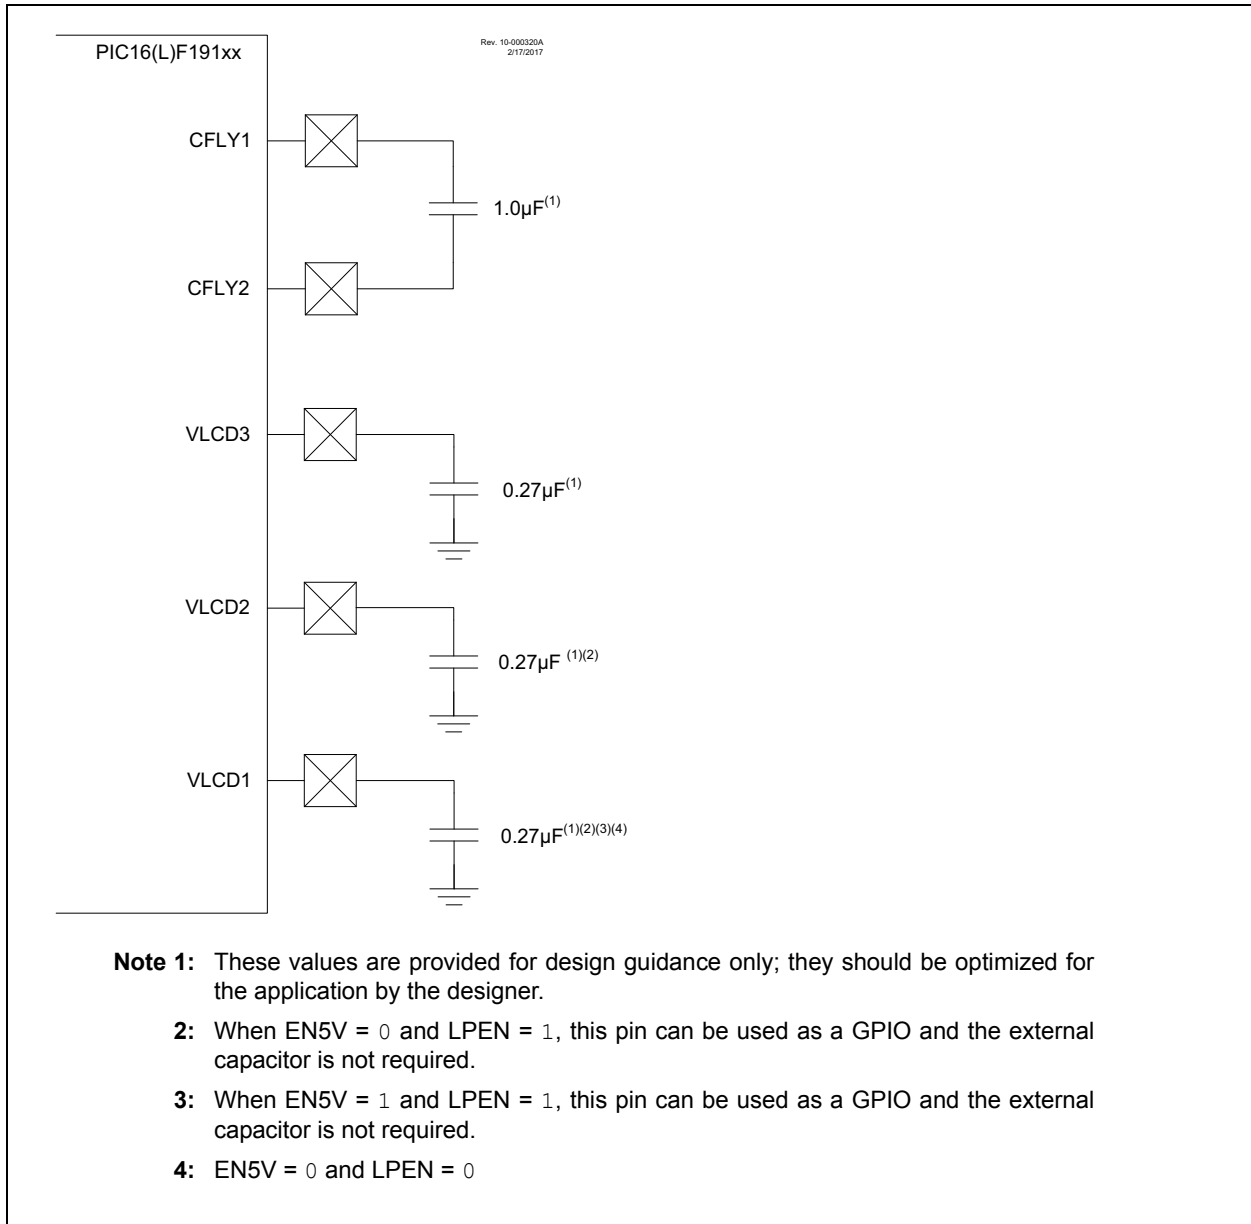 PIC16(L)F191xx
Rev. 10-000320A
2/17/2017
CFLY1
1.0µF(1)
CFLY2
VLCD3
0.27µF(1)
VLCD2
0.27µF (1)(2)
VLCD1
0.27µF(1)(2)(3)(4)
Note 1: These values are provided for design guidance only; they should be optimized for
the application by the designer.
2: When EN5V = 0 and LPEN = 1, this pin can be used as a GPIO and the external
capacitor is not required.
3: When EN5V = 1 and LPEN = 1, this pin can be used as a GPIO and the external
capacitor is not required.
4: EN5V = 0 and LPEN = 0